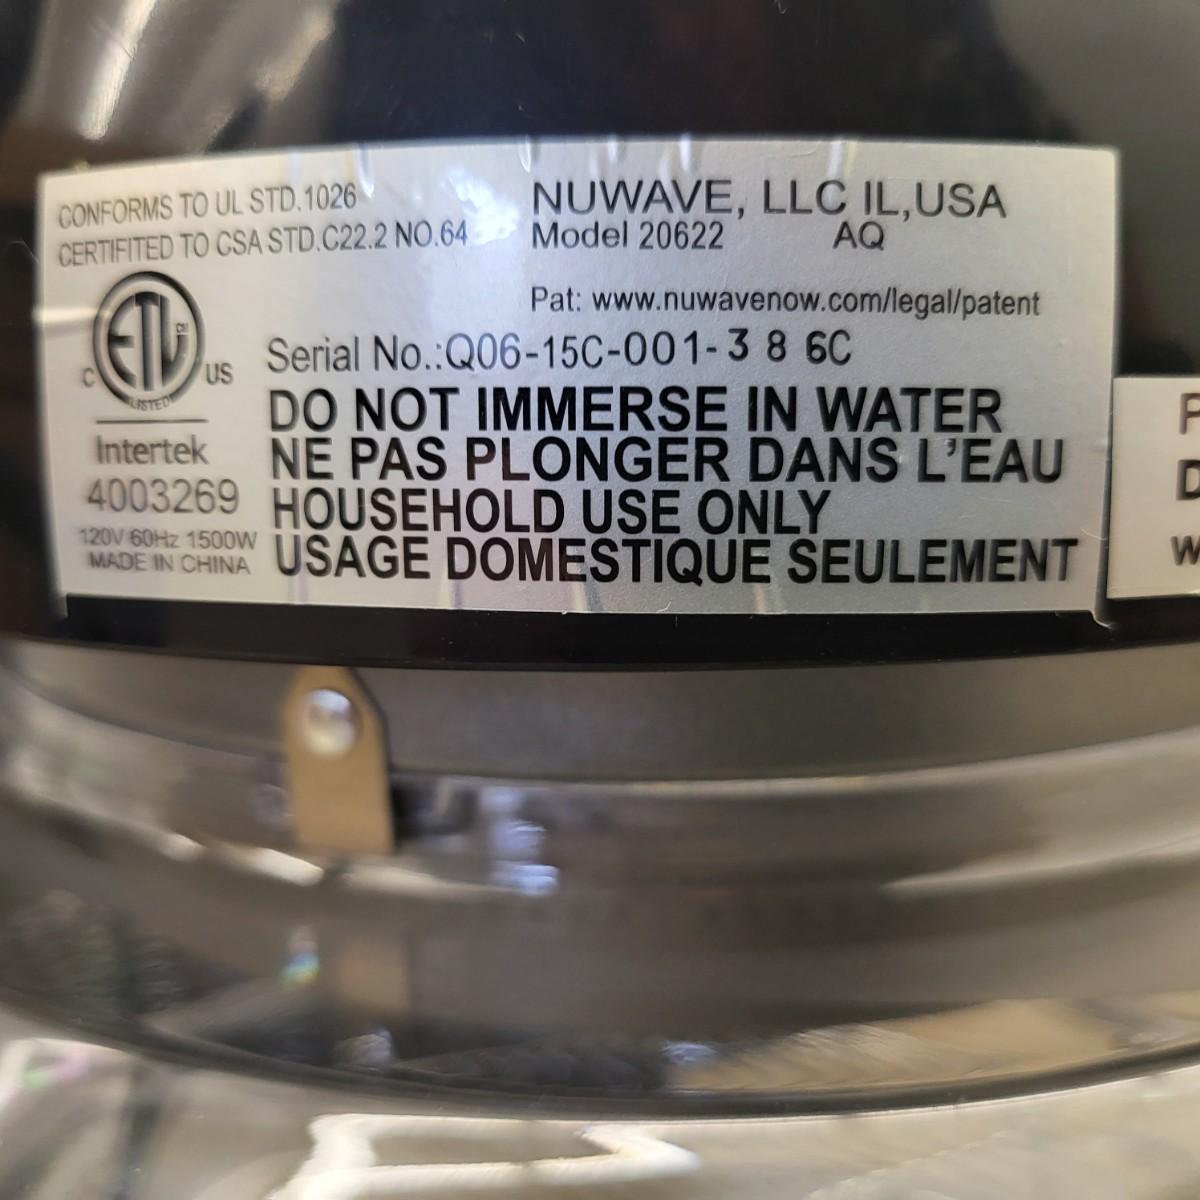 CONFORMS TO UL STD.1026
CERTIFITED TO CSA STD.C22.2 NO.64
NUWAVE, LLC IL,USA
Model 20622 AQ
Pat: www.nuwavenow.com/legal/patent
ETL CM
C US
LISTED
Intertek
4003269
120V 60Hz 1500W
MADE IN CHINA
Serial No.:Q06-15C-001-3 8 6C
DO NOT IMMERSE IN WATER
NE PAS PLONGER DANS L'EAU
HOUSEHOLD USE ONLY
USAGE DOMESTIQUE SEULEMENT